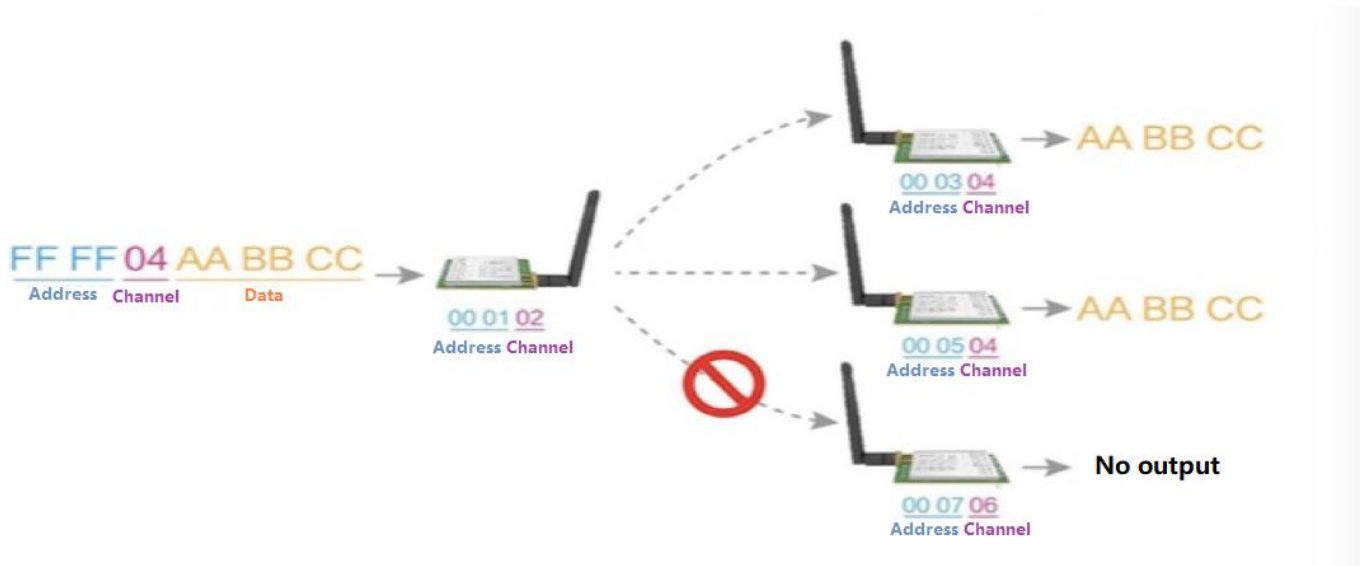 FF FF 04 AA BB CC
Address Channel Data
00 01 02
Address Channel
00 03 04
Address Channel
AA BB CC
00 05 04
Address Channel
AA BB CC
00 07 06
Address Channel
No output